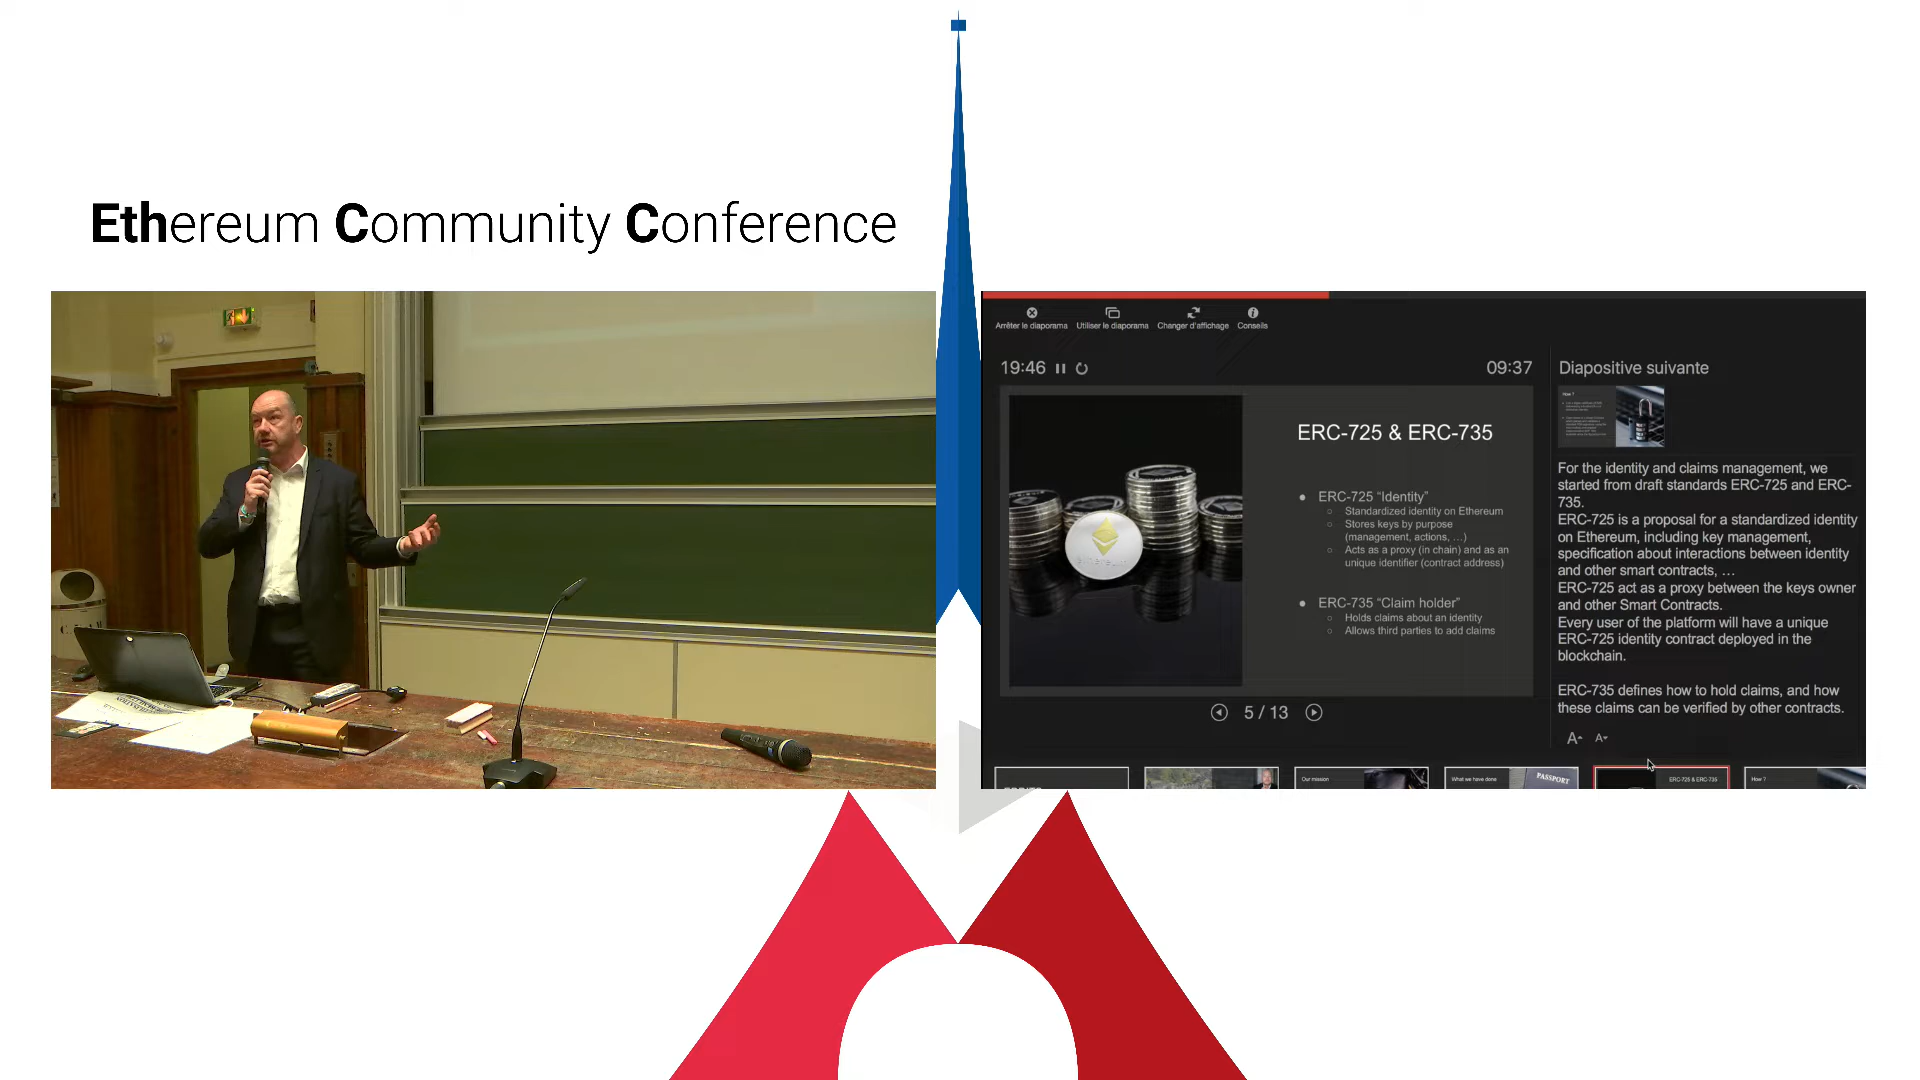 Ethereum Community Conference
Arrêter le diaporama
Utiliser le diaporama
Changer d'affichage
Conseils
19:46
09:37
ERC-725 & ERC-735
● ERC-725 “Identity”
○ Standardized identity on Ethereum
○ Stores keys by purpose
(management, actions, …)
○ Acts as a proxy (in chain) and as an
unique identifier (contract address)
● ERC-735 “Claim holder”
○ Holds claims about an identity
○ Allows third parties to add claims
5 / 13
Diapositive suivante
How ?
For the identity and claims management, we
started from draft standards ERC-725 and ERC-
735.
ERC-725 is a proposal for a standardized identity
on Ethereum, including key management,
specification about interactions between identity
and other smart contracts, …
ERC-725 act as a proxy between the keys owner
and other Smart Contracts.
Every user of the platform will have a unique
ERC-725 identity contract deployed in the
blockchain.
ERC-735 defines how to hold claims, and how
these claims can be verified by other contracts.
A A
Our mission
What we have done
PASSPORT
ERC-725 & ERC-735
How ?